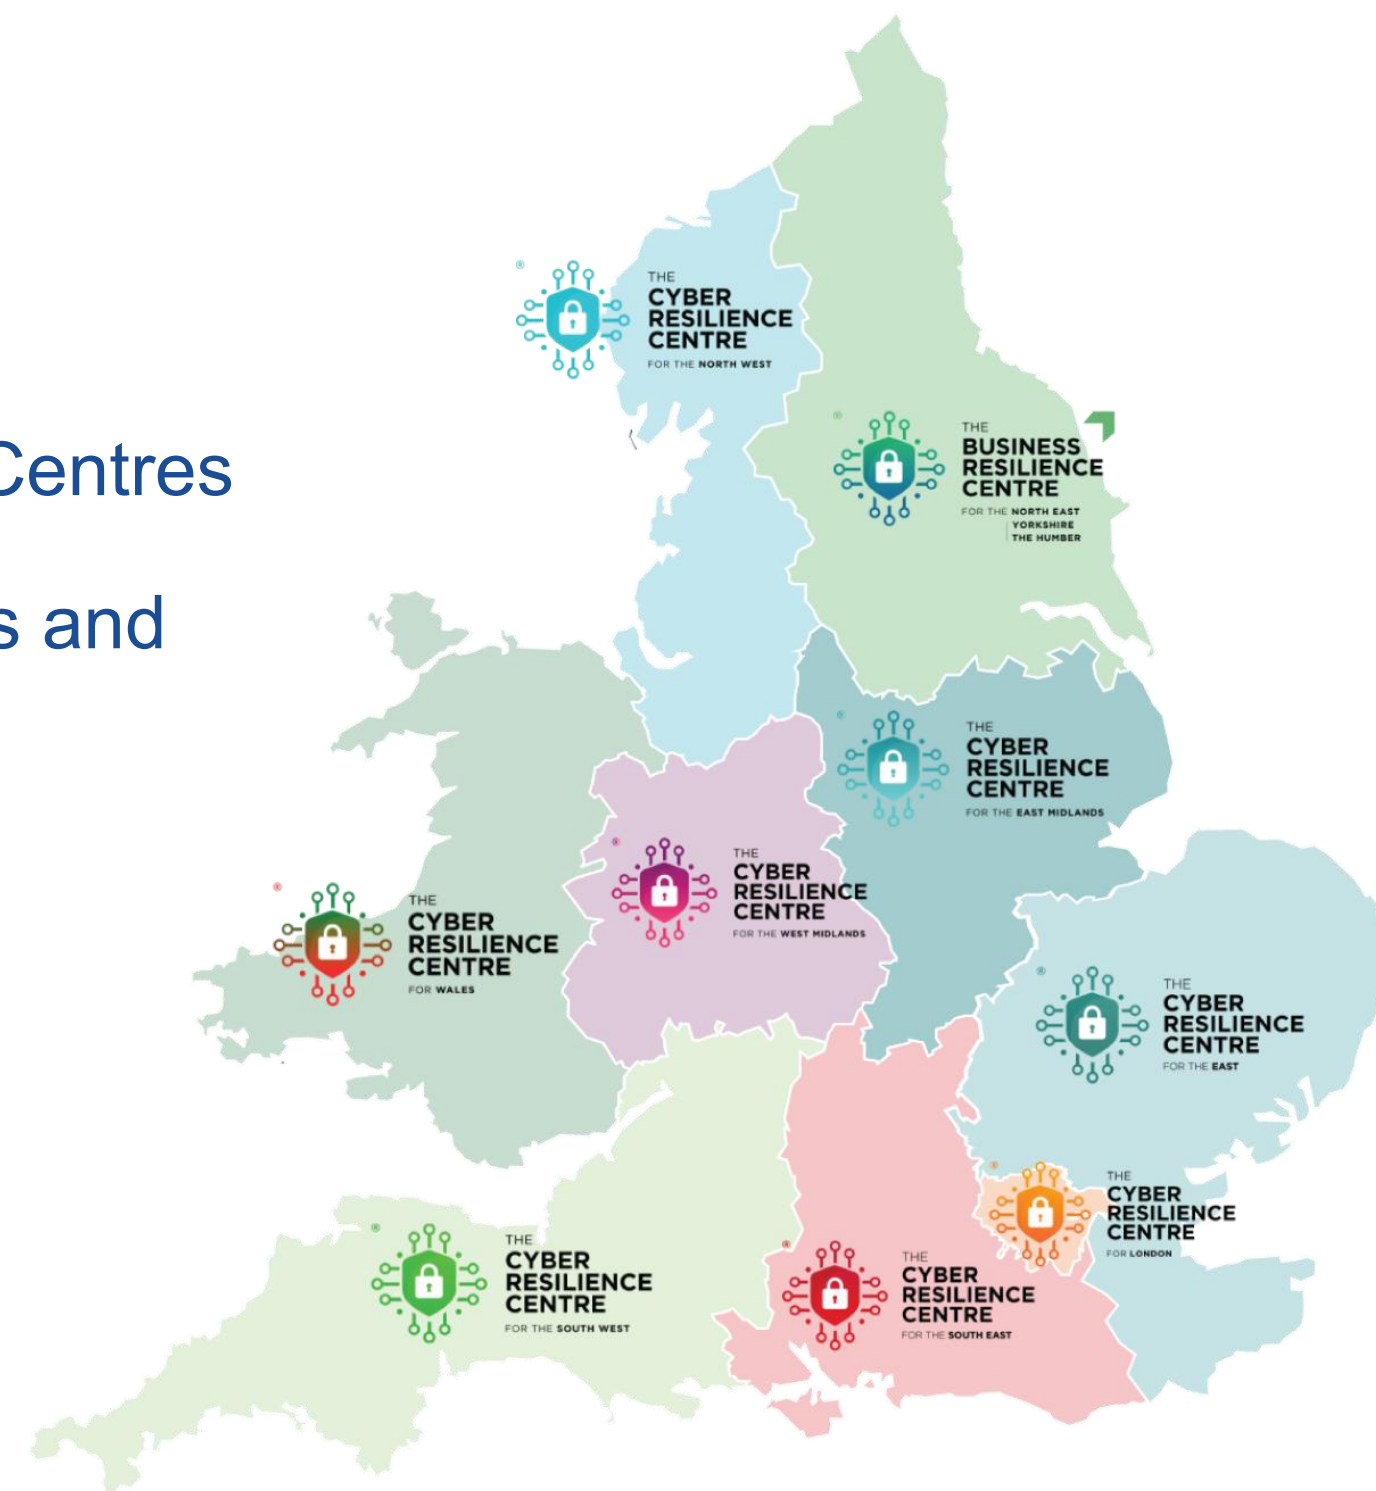 Centres
s and
®
THE
CYBER
RESILIENCE
CENTRE
FOR THE NORTH WEST
®
THE
BUSINESS
RESILIENCE
CENTRE
FOR THE NORTH EAST
YORKSHIRE
THE HUMBER
®
THE
CYBER
RESILIENCE
CENTRE
FOR THE EAST MIDLANDS
®
THE
CYBER
RESILIENCE
CENTRE
FOR THE WEST MIDLANDS
®
THE
CYBER
RESILIENCE
CENTRE
FOR WALES
®
THE
CYBER
RESILIENCE
CENTRE
FOR THE EAST
®
THE
CYBER
RESILIENCE
CENTRE
FOR LONDON
®
THE
CYBER
RESILIENCE
CENTRE
FOR THE SOUTH WEST
®
THE
CYBER
RESILIENCE
CENTRE
FOR THE SOUTH EAST